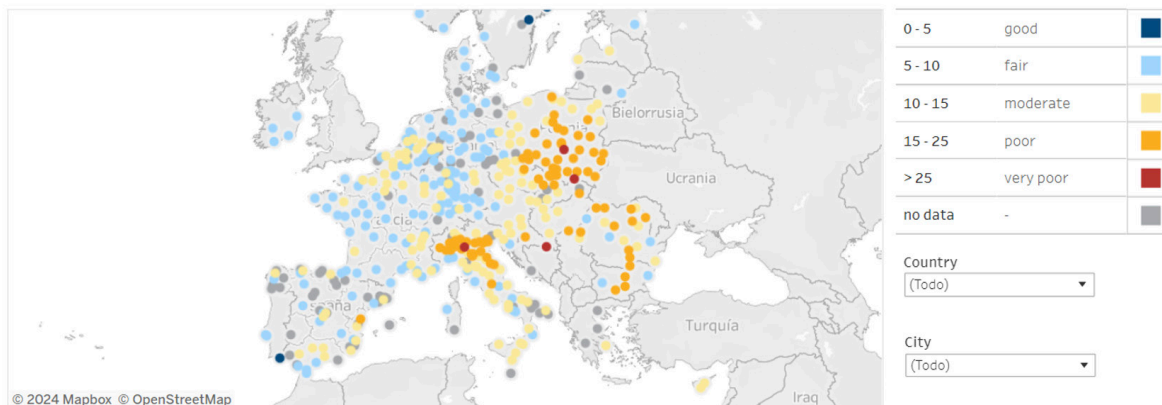 0 - 5 good
5 - 10 fair
10 - 15 moderate
15 - 25 poor
> 25 very poor
no data -
Country
(Todo)
City
(Todo)
Bielorrusia
Ucrania
Turquía
Iraq
© 2024 Mapbox © OpenStreetMap